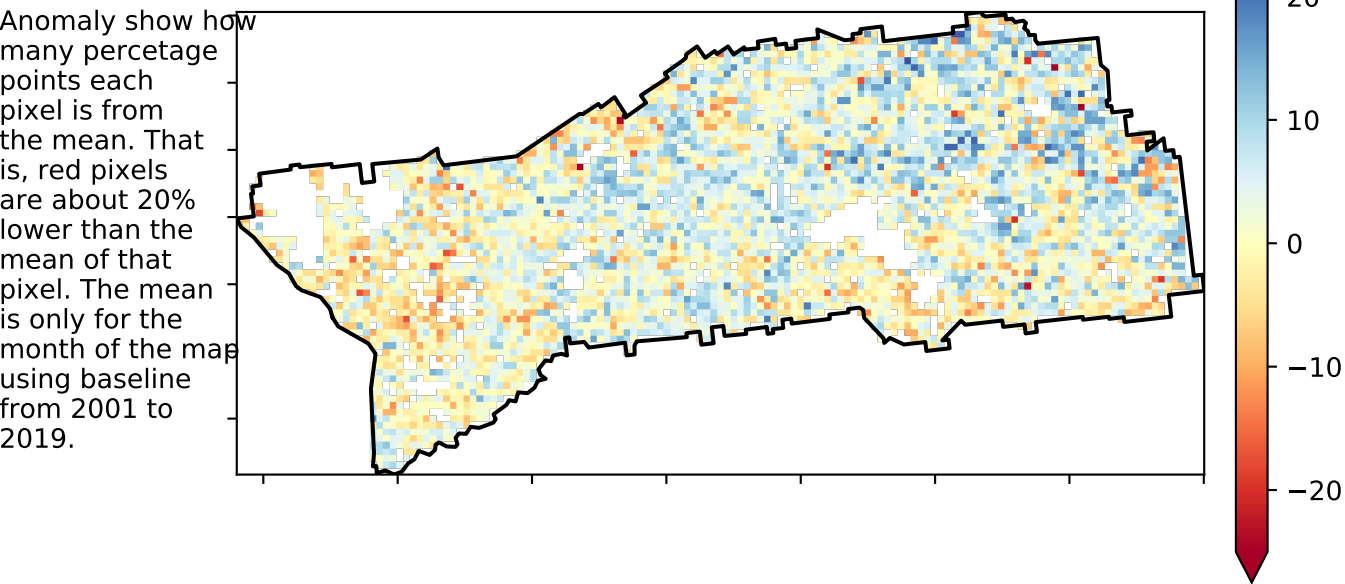 Anomaly show how
many percetage
points each
pixel is from
the mean. That
is, red pixels
are about 20%
lower than the
mean of that
pixel. The mean
is only for the
month of the map
using baseline
from 2001 to
2019.
20
10
0
−10
−20